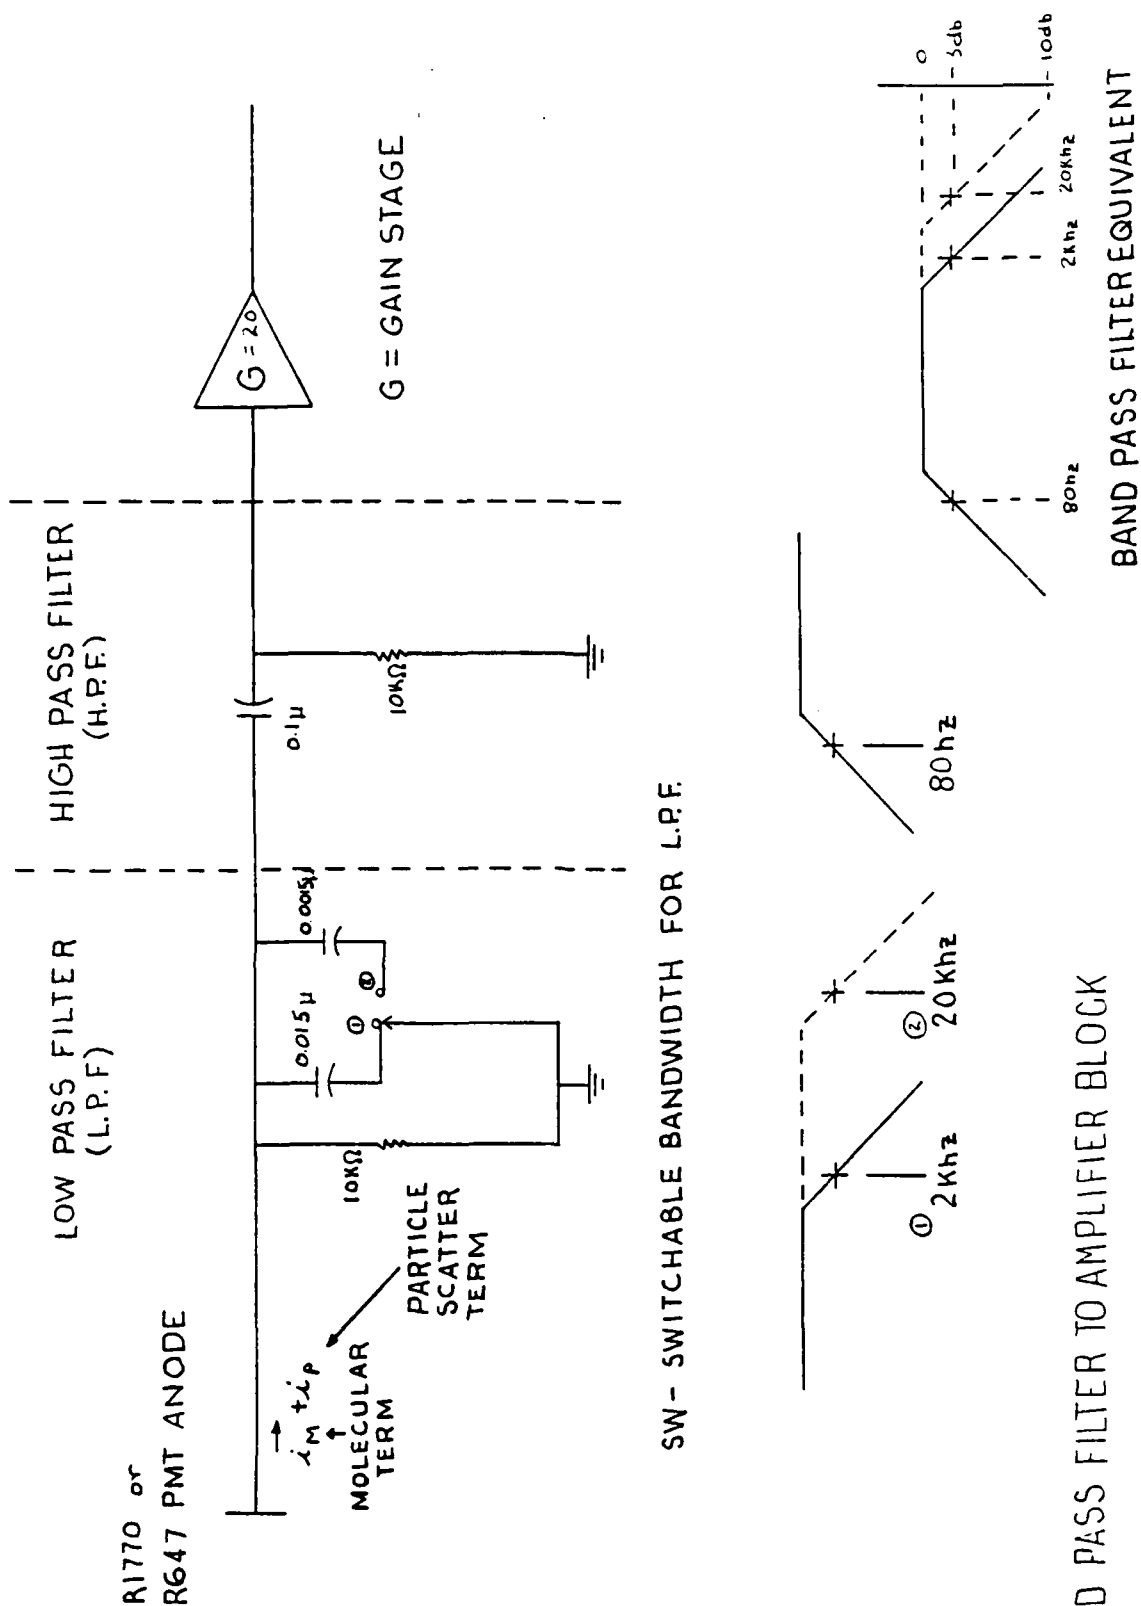 R1770 or
R647 PMT ANODE
i_M + i_P
MOLECULAR
TERM
PARTICLE
SCATTER
TERM
LOW PASS FILTER
(L.P.F)
10KΩ
0.015μ
①
②
0.0015μ
HIGH PASS FILTER
(H.P.F.)
0.1μ
10KΩ
G = 20
G = GAIN STAGE
SW- SWITCHABLE BANDWIDTH FOR L.P.F.
① 2Khz
② 20Khz
80hz
80hz
2Khz
20Khz
0
-3db
-10db
BAND PASS FILTER EQUIVALENT
D PASS FILTER TO AMPLIFIER BLOCK